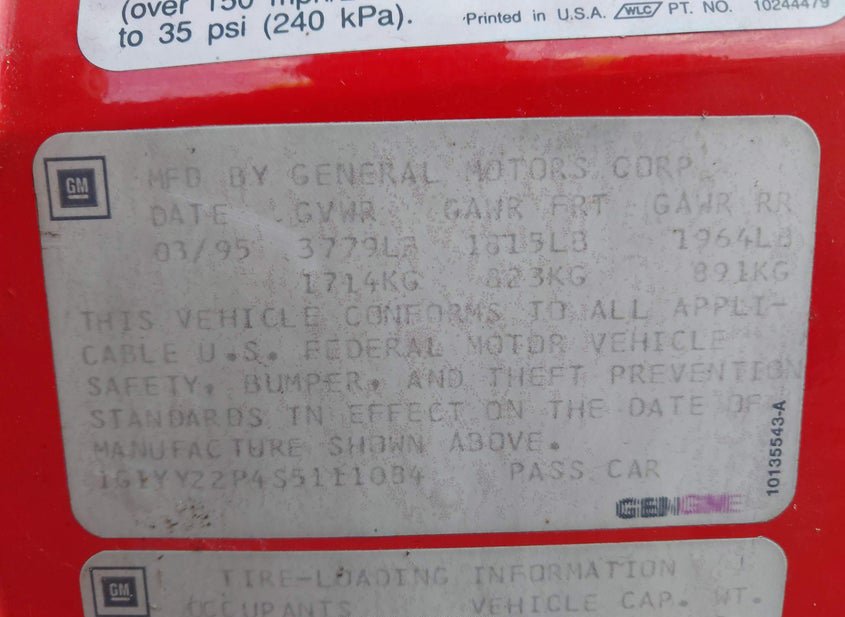 (over 150
to 35 psi (240 kPa).
Printed in U.S.A. WLC PT. NO. 10244479
GM
MFD BY GENERAL MOTORS CORP.
DATE GVWR GAWR FRT GAWR RR
03/95 3779LB 1815LB 1964LB
1714KG 823KG 891KG
THIS VEHICLE CONFORMS TO ALL APPLI-
CABLE U.S. FEDERAL MOTOR VEHICLE
SAFETY, BUMPER, AND THEFT PREVENTION
STANDARDS IN EFFECT ON THE DATE OF
MANUFACTURE SHOWN ABOVE.
1G1YY22P4S5111084 PASS CAR
10135543-A
GM
TIRE-LOADING INFORMATION
OCCUPANTS VEHICLE CAP. WT.